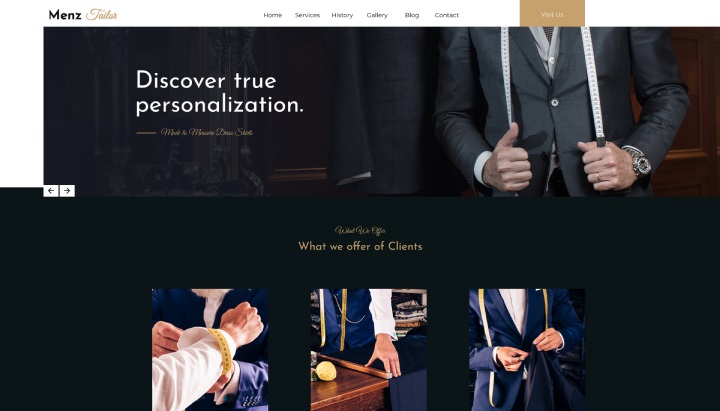 Menz Tailor
Home Services History Gallery Blog Contact
Visit Us
Discover true
personalization.
Made to Measure Dress Shirts
What We Offer
What we offer of Clients